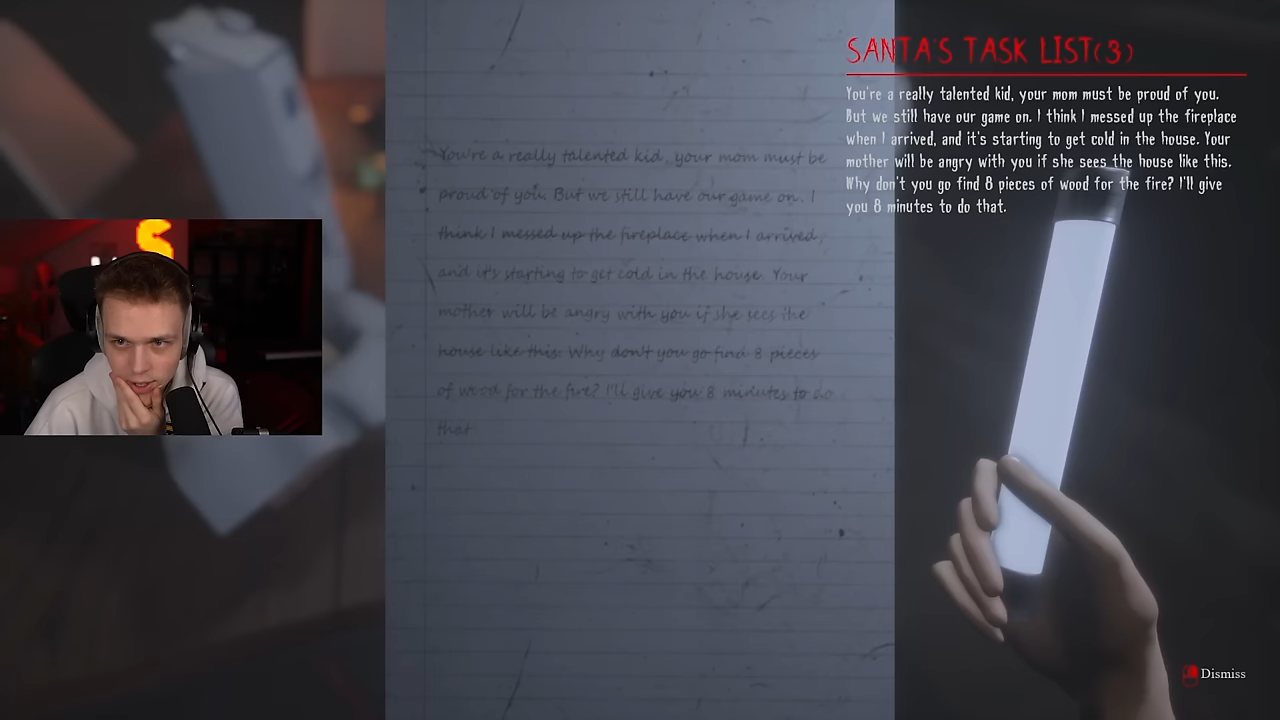 SANTA'S TASK LIST(3)
You're a really talented kid, your mom must be proud of you.
But we still have our game on. I think I messed up the fireplace
when I arrived, and it's starting to get cold in the house. Your
mother will be angry with you if she sees the house like this.
Why don't you go find 8 pieces of wood for the fire? I'll give
you 8 minutes to do that.
You're a really talented kid, your mom must be
proud of you. But we still have our game on. I
think I messed up the fireplace when I arrived,
and it's starting to get cold in the house. Your
mother will be angry with you if she sees the
house like this. Why don't you go find 8 pieces
of wood for the fire? I'll give you 8 minutes to do
that.
S
Dismiss